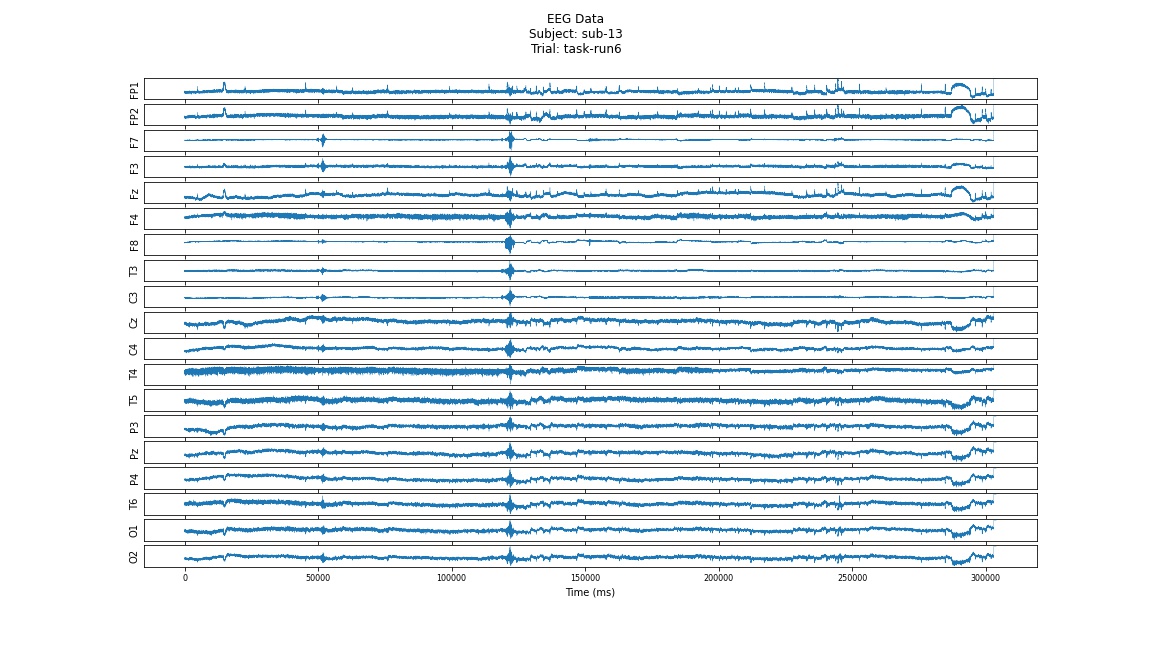 EEG Data
Subject: sub-13
Trial: task-run6
FP1
FP2
F7
F3
Fz
F4
F8
T3
C3
Cz
C4
T4
T5
P3
Pz
P4
T6
O1
O2
0 50000 100000 150000 200000 250000 300000
Time (ms)